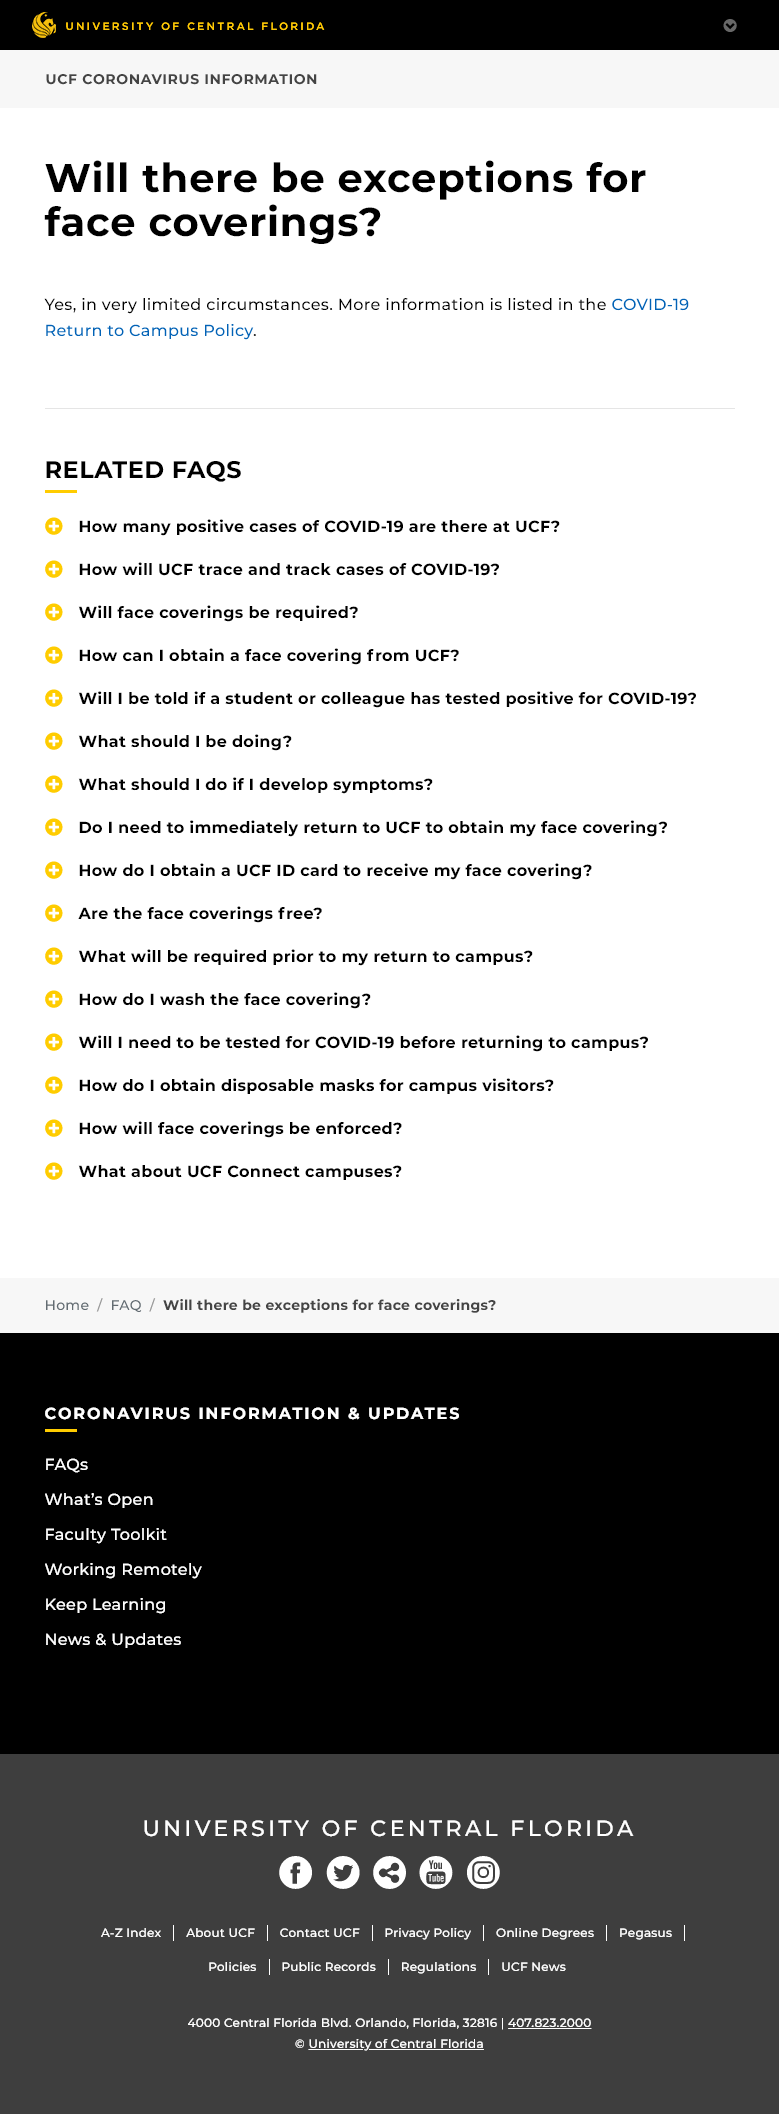 UNIVERSITY OF CENTRAL FLORIDA
UCF CORONAVIRUS INFORMATION
Will there be exceptions for
face coverings?
Yes, in very limited circumstances. More information is listed in the COVID-19
Return to Campus Policy.
RELATED FAQS
How many positive cases of COVID-19 are there at UCF?
How will UCF trace and track cases of COVID-19?
Will face coverings be required?
How can I obtain a face covering from UCF?
Will I be told if a student or colleague has tested positive for COVID-19?
What should I be doing?
What should I do if I develop symptoms?
Do I need to immediately return to UCF to obtain my face covering?
How do I obtain a UCF ID card to receive my face covering?
Are the face coverings free?
What will be required prior to my return to campus?
How do I wash the face covering?
Will I need to be tested for COVID-19 before returning to campus?
How do I obtain disposable masks for campus visitors?
How will face coverings be enforced?
What about UCF Connect campuses?
Home / FAQ / Will there be exceptions for face coverings?
CORONAVIRUS INFORMATION & UPDATES
FAQs
What's Open
Faculty Toolkit
Working Remotely
Keep Learning
News & Updates
UNIVERSITY OF CENTRAL FLORIDA
You
Tube
A-Z Index | About UCF | Contact UCF | Privacy Policy | Online Degrees | Pegasus |
Policies | Public Records | Regulations | UCF News
4000 Central Florida Blvd. Orlando, Florida, 32816 | 407.823.2000
© University of Central Florida